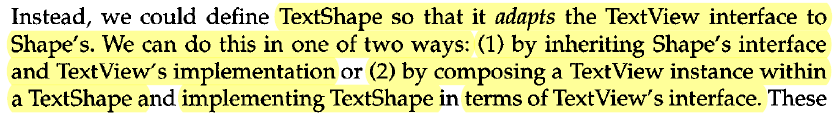 Instead, we could define TextShape so that it adapts the TextView interface to
Shape's. We can do this in one of two ways: (1) by inheriting Shape's interface
and TextView's implementation or (2) by composing a TextView instance within
a TextShape and implementing TextShape in terms of TextView's interface. These